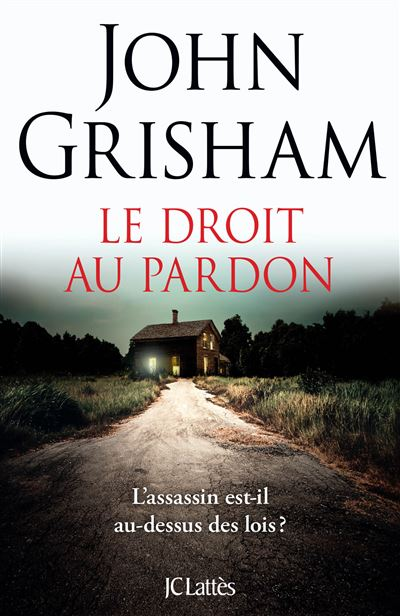 JOHN
GRISHAM
LE DROIT
AU PARDON
L'assassin est-il
au-dessus des lois ?
JC Lattès